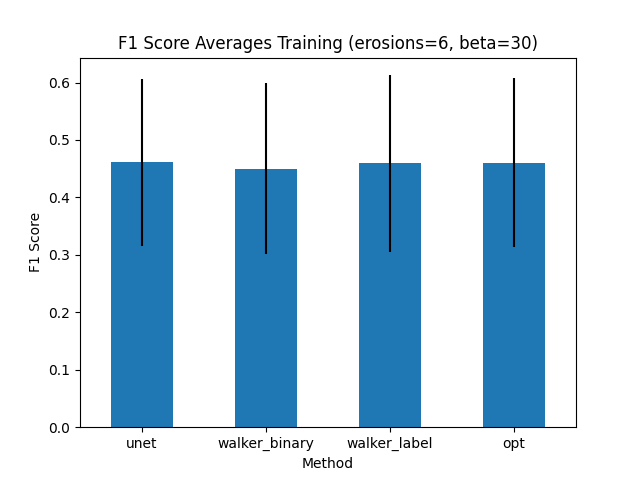 F1 Score Averages Training (erosions=6, beta=30)
0.6
0.5
0.4
0.3
0.2
0.1
0.0
F1 Score
unet walker_binary walker_label opt
Method